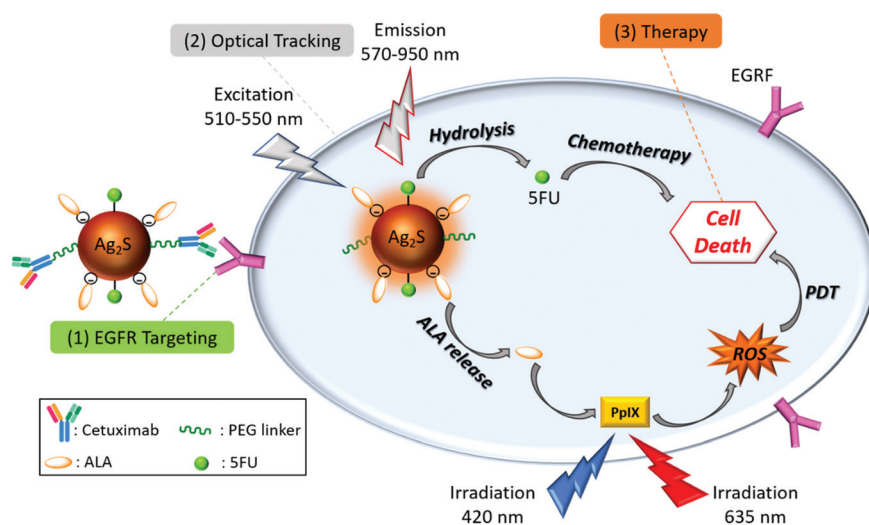 (2) Optical Tracking
Emission
570-950 nm
(3) Therapy
EGRF
Excitation
510-550 nm
Hydrolysis
Chemotherapy
5FU
Cell
Death
Ag2S
Ag2S
(1) EGFR Targeting
ALA release
PDT
ROS
PpIX
: Cetuximab
: PEG linker
: ALA
: 5FU
Irradiation
420 nm
Irradiation
635 nm